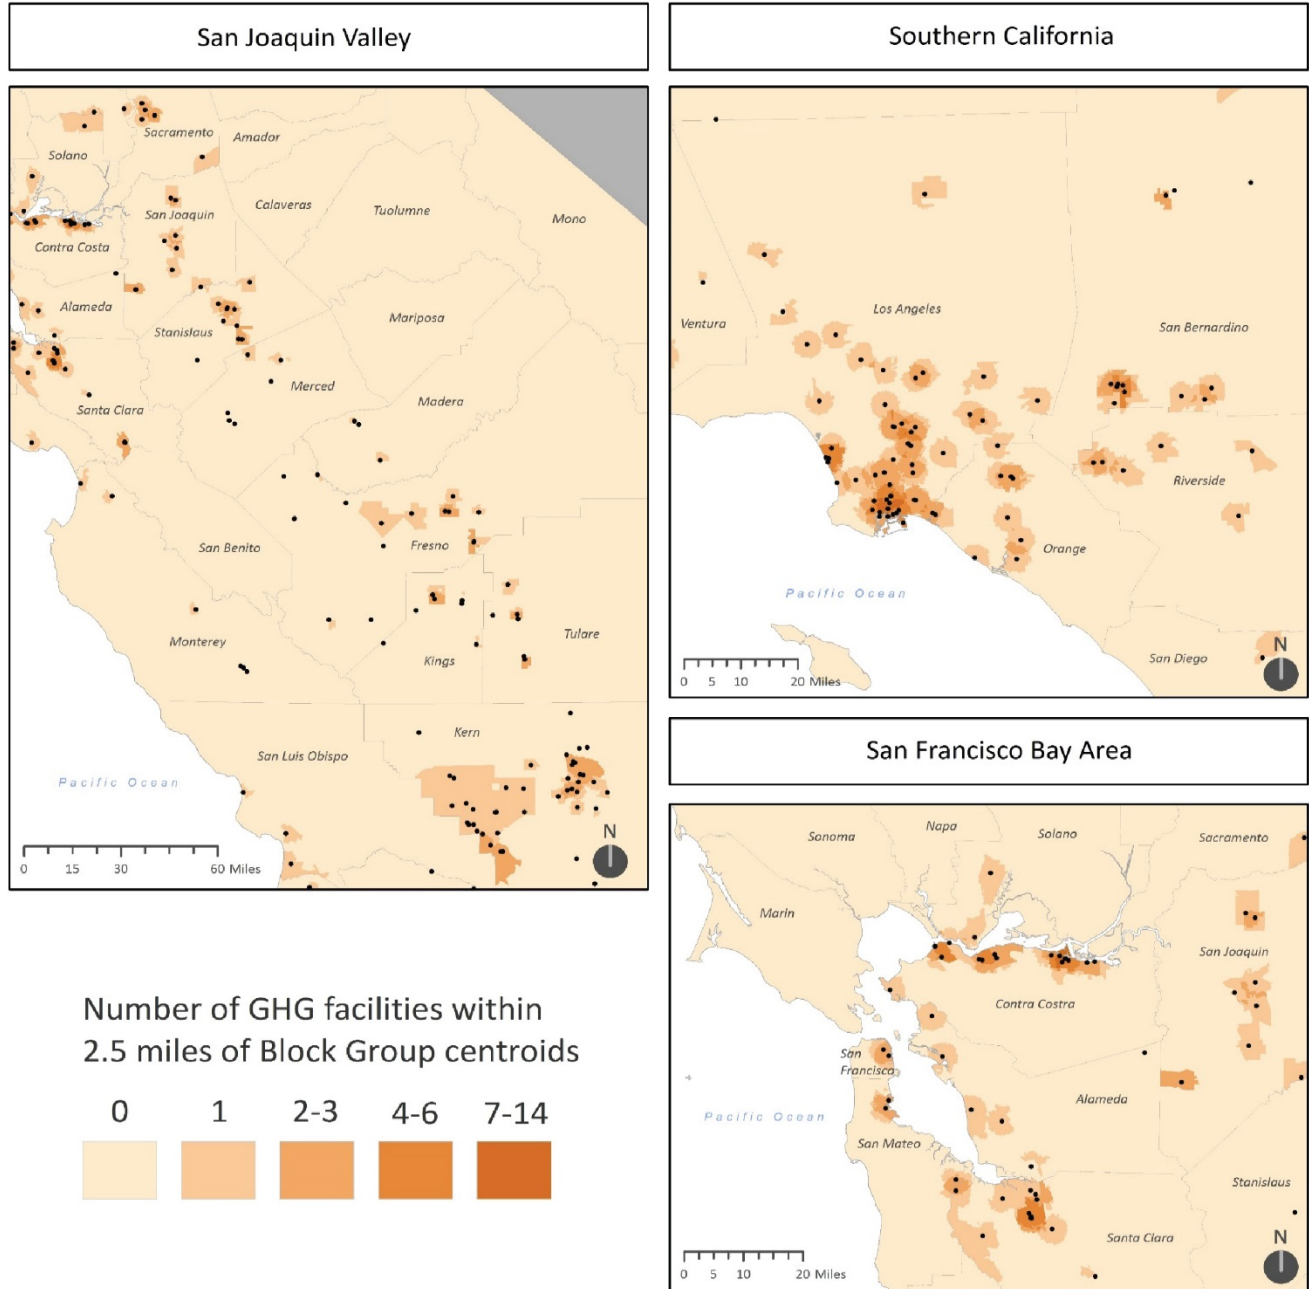 San Joaquin Valley
Sacramento
Amador
Solano
Calaveras
San Joaquin
Tuolumne
Mono
Contra Costa
Alameda
Stanislaus
Mariposa
Merced
Madera
Santa Clara
San Benito
Fresno
Monterey
Tulare
Kings
Kern
San Luis Obispo
Pacific Ocean
N
0 15 30 60 Miles
Southern California
Los Angeles
Ventura
San Bernardino
Riverside
Orange
Pacific Ocean
San Diego
N
0 5 10 20 Miles
San Francisco Bay Area
Napa
Sonoma
Solano
Sacramento
Marin
San Joaquin
Contra Costra
San
Francisco
Alameda
Pacific Ocean
San Mateo
Stanislaus
Santa Clara
N
0 5 10 20 Miles
Number of GHG facilities within
2.5 miles of Block Group centroids
0 1 2-3 4-6 7-14